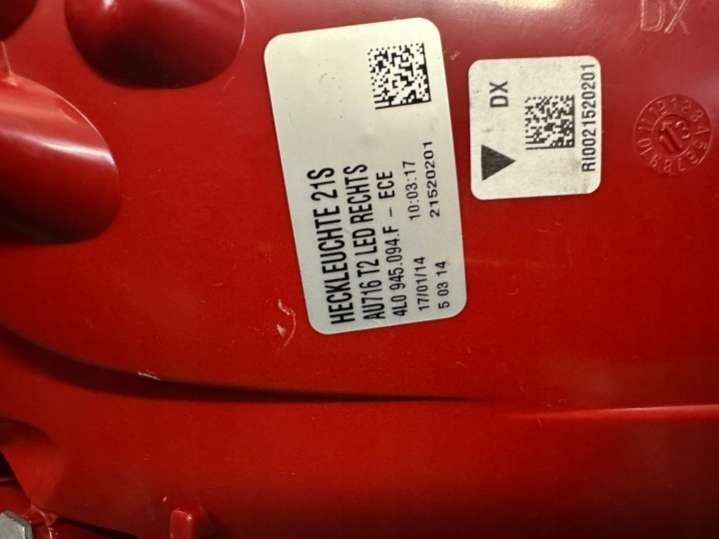 HECKLEUCHTE 21S
AU716 T2 LED RECHTS
4L0 945.094.F - ECE
17/01/14 10:03:17
5 03 14 21520201
DX
RI0021520201
DX